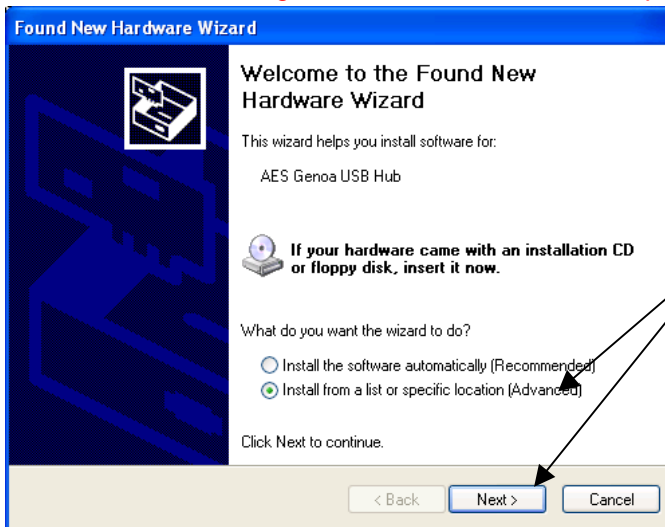 Found New Hardware Wizard
Welcome to the Found New
Hardware Wizard
This wizard helps you install software for:
AES Genoa USB Hub
If your hardware came with an installation CD
or floppy disk, insert it now.
What do you want the wizard to do?
Install the software automatically (Recommended)
Install from a list or specific location (Advanced)
Click Next to continue.
< Back Next > Cancel